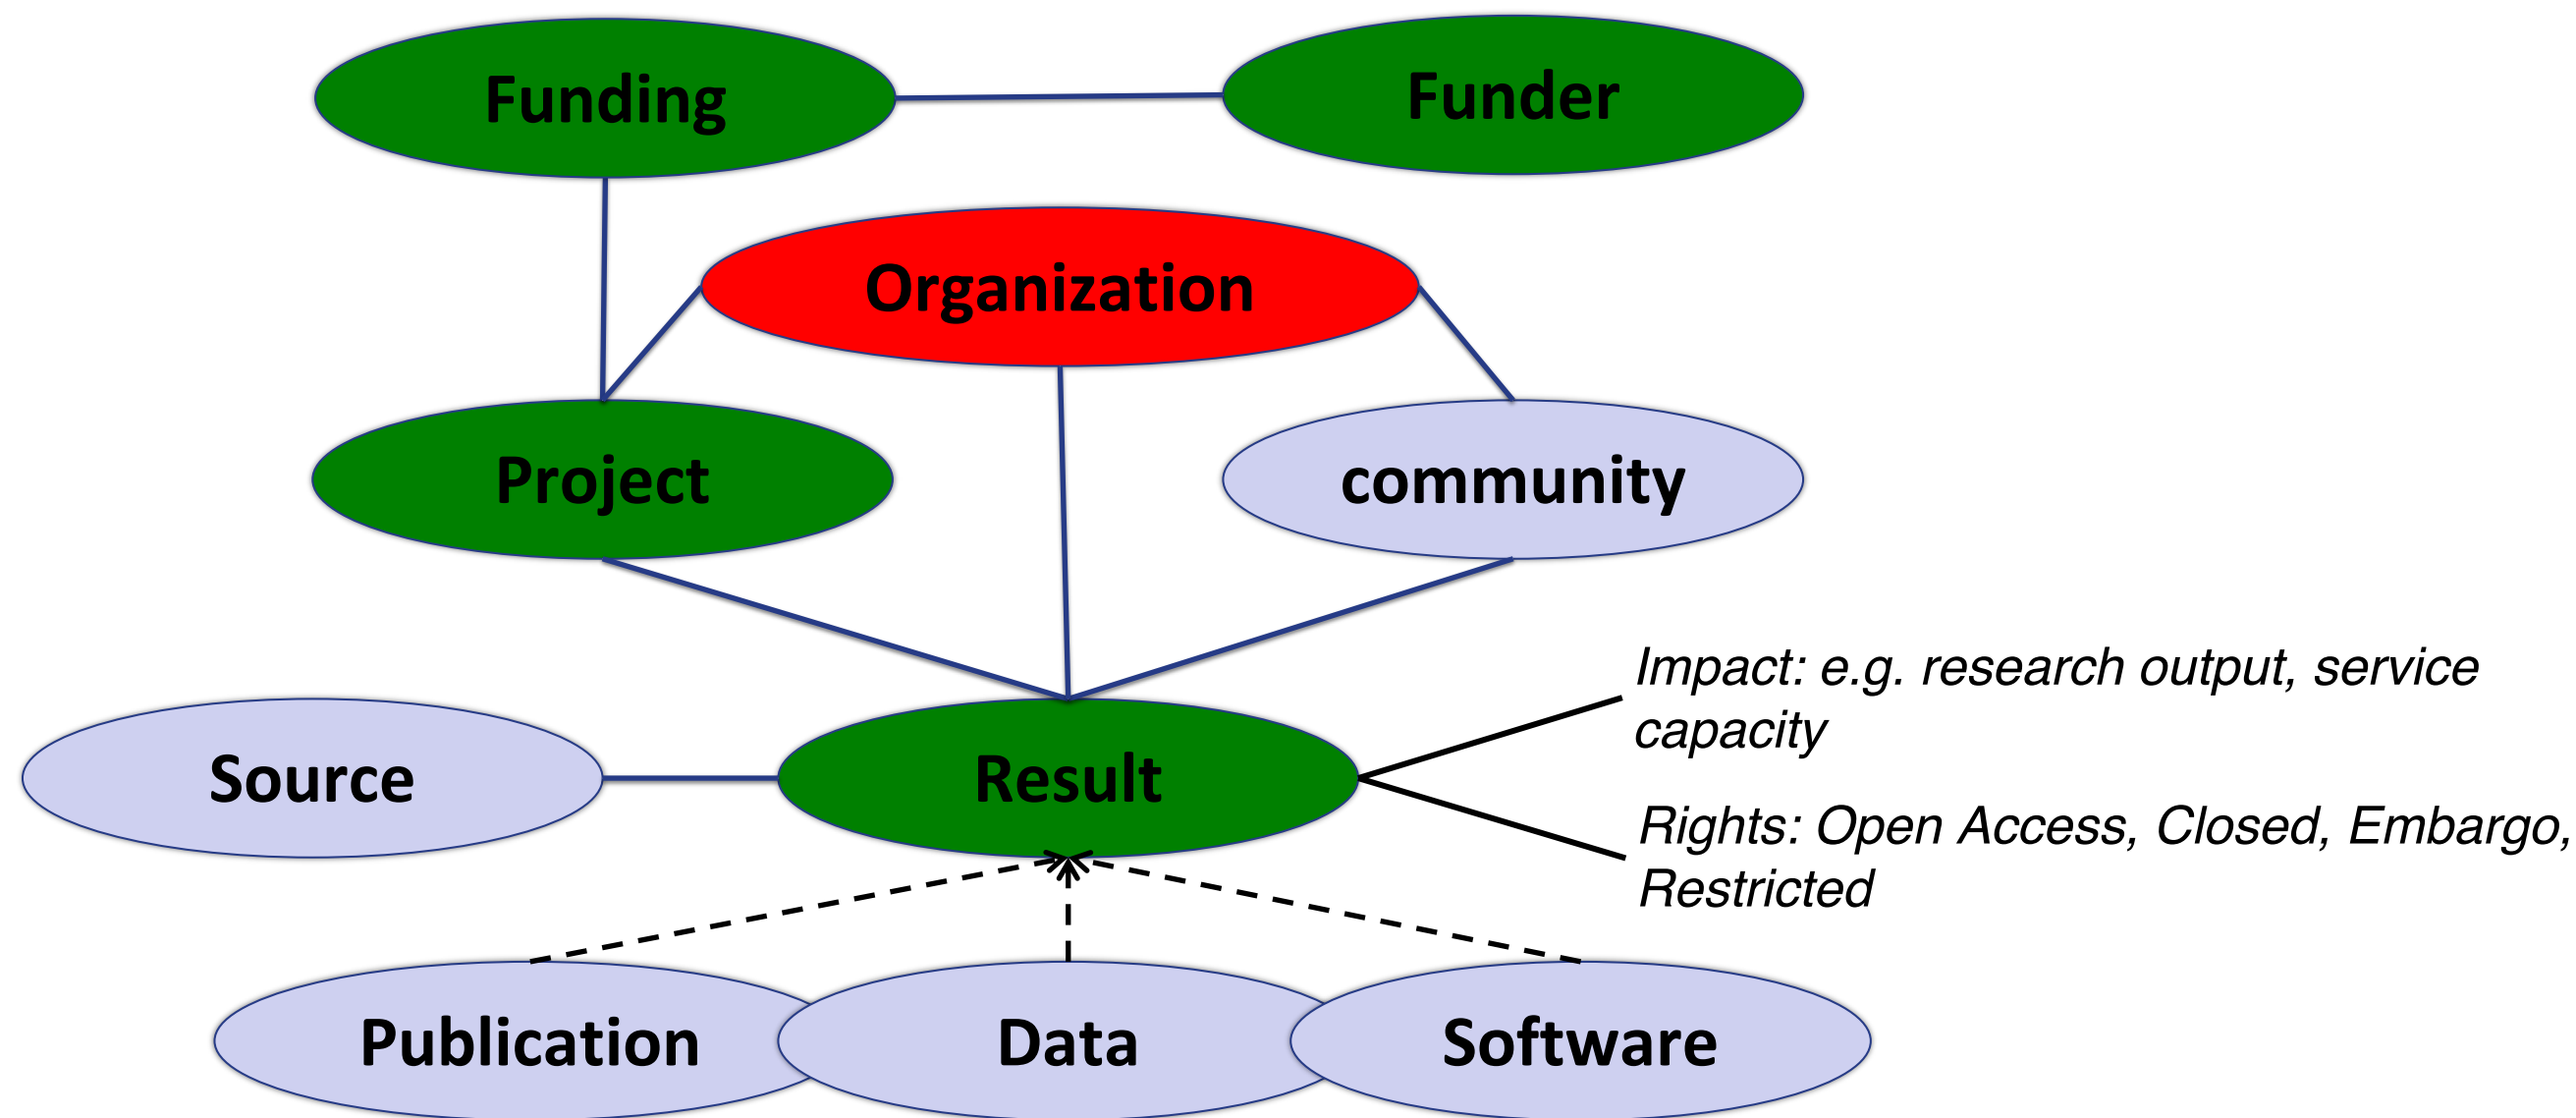 Funding
Funder
Organization
Project
community
Impact: e.g. research output, service
capacity
Source
Result
Rights: Open Access, Closed, Embargo,
Restricted
Publication
Data
Software